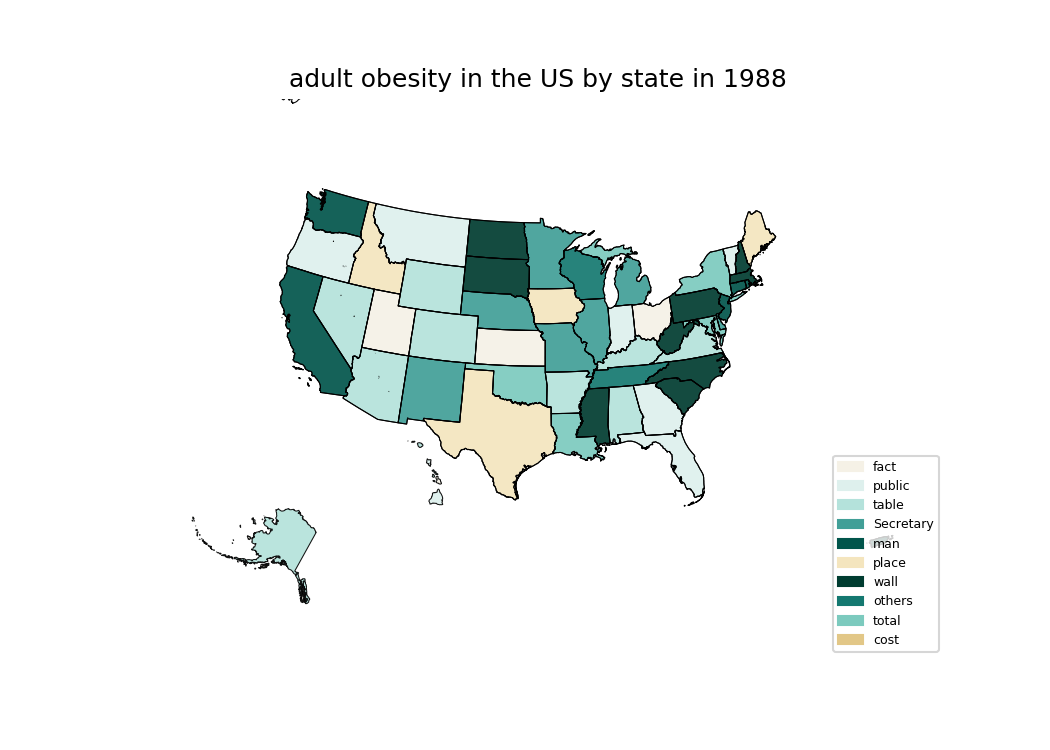 adult obesity in the US by state in 1988
fact
public
table
Secretary
man
place
wall
others
total
cost